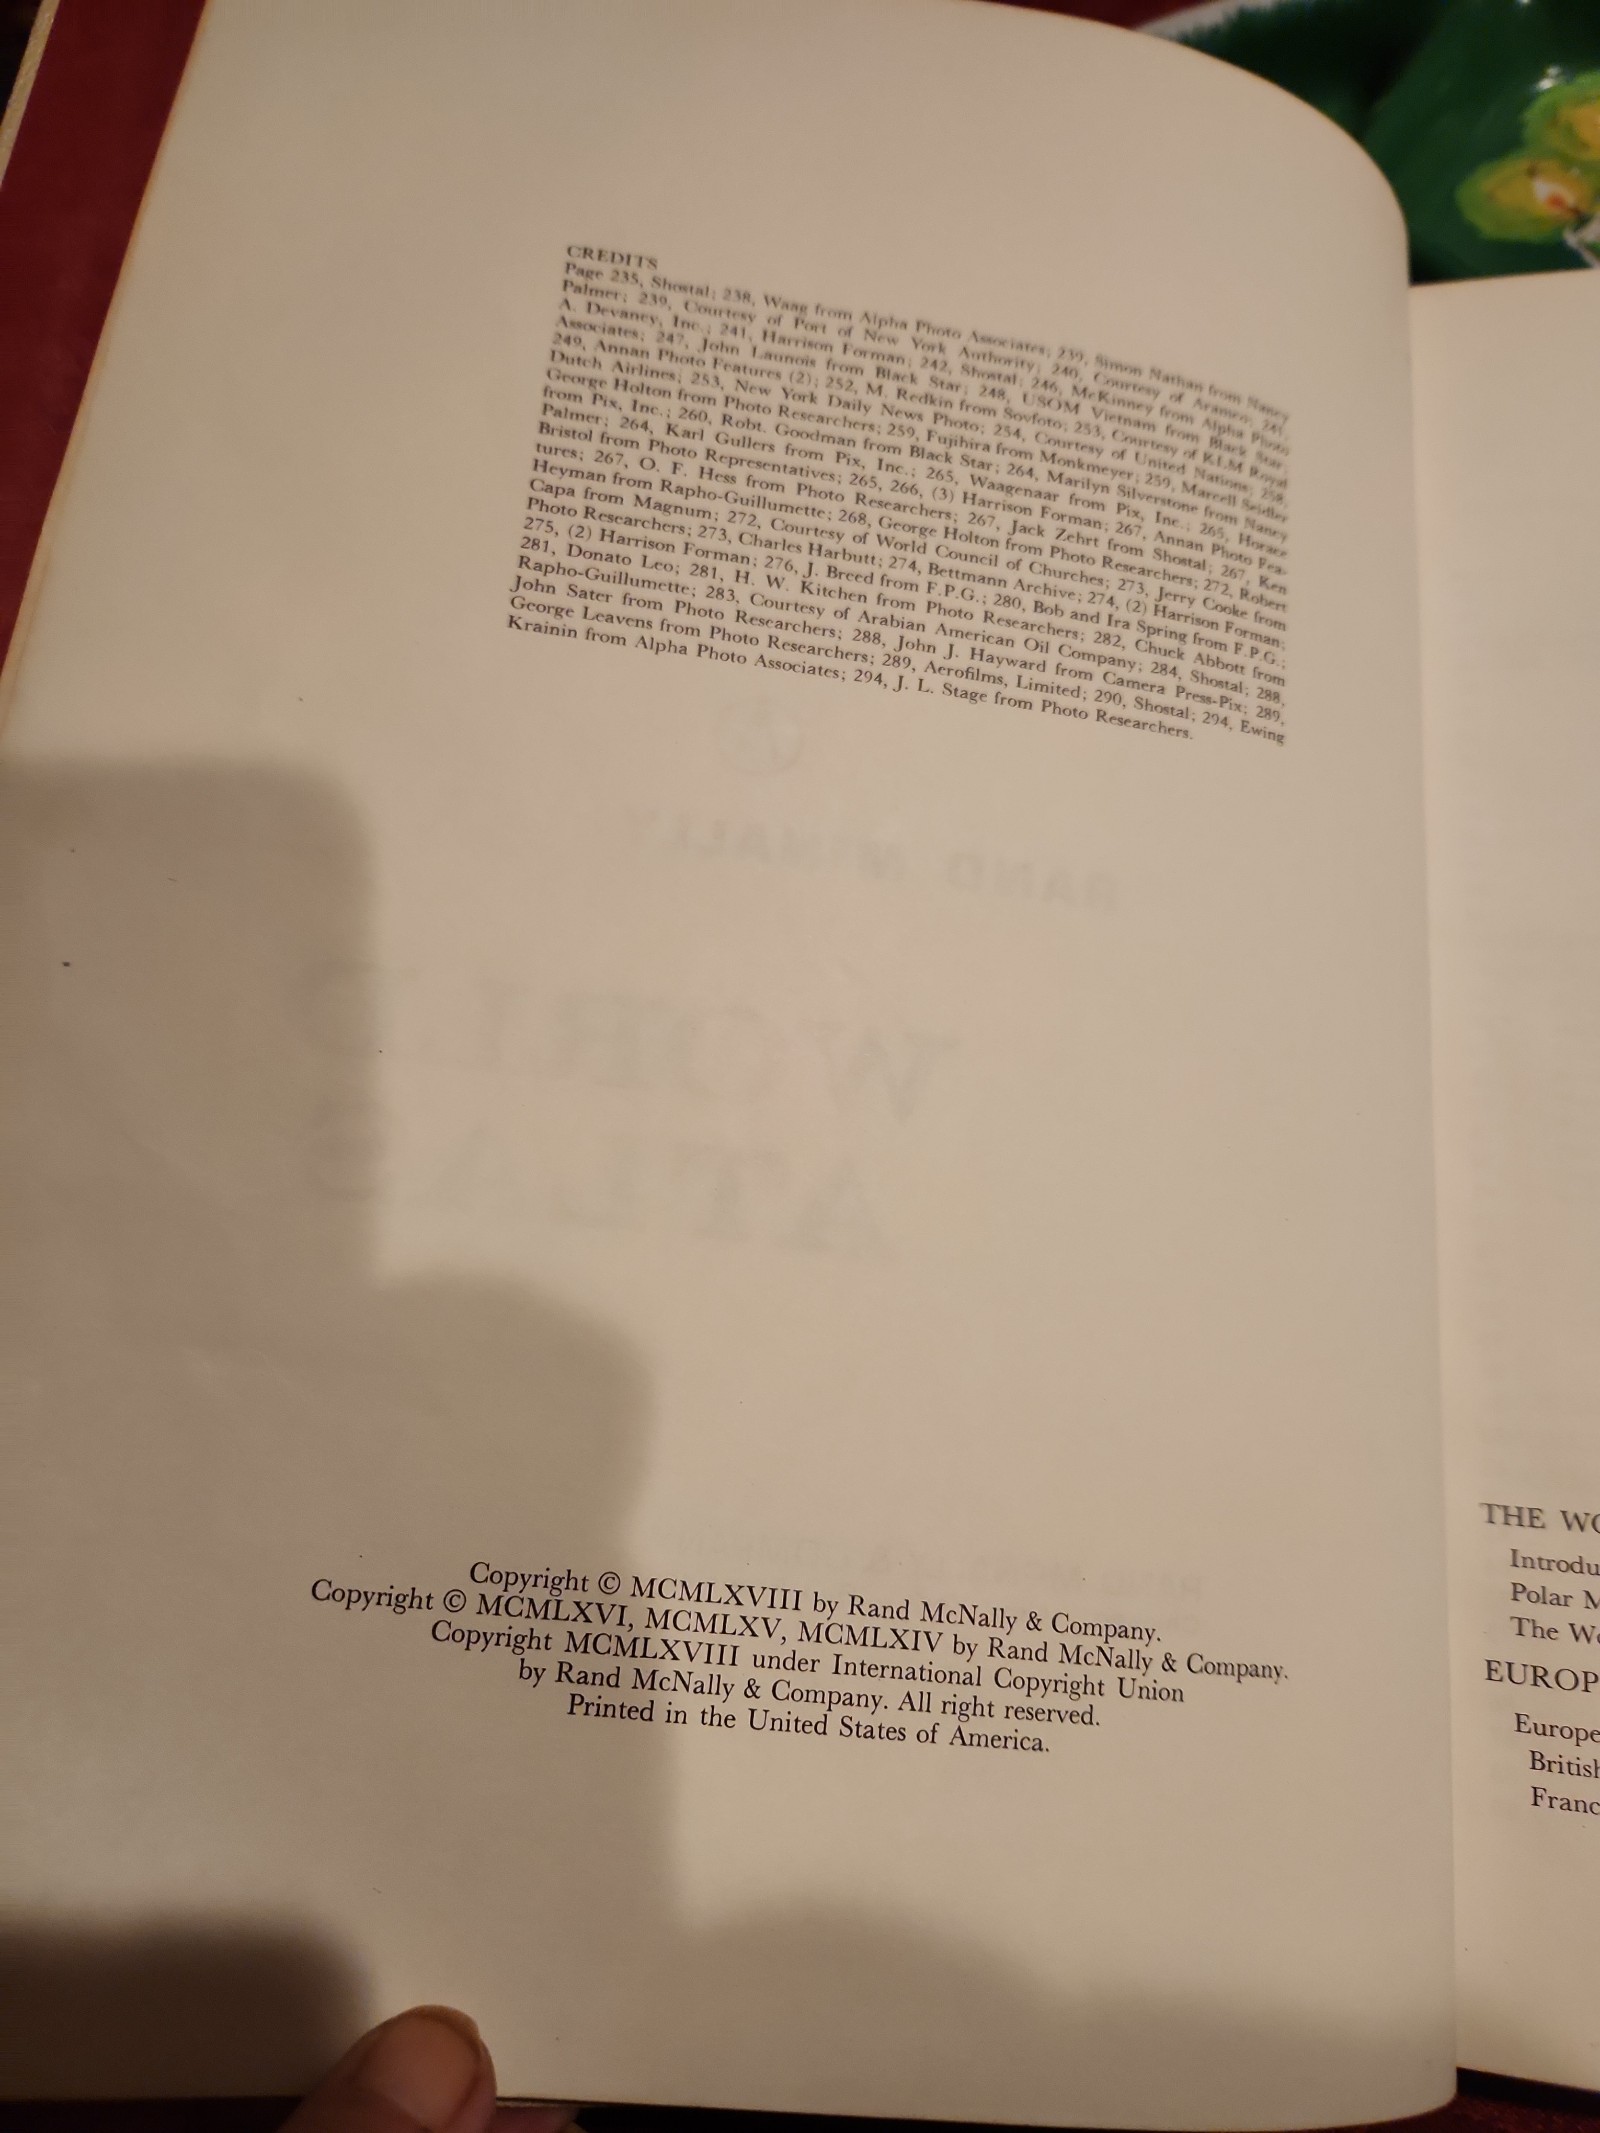 CREDITS
Page 235, Shostal; 238, Waag from Alpha Photo Associates; 239, Simon Nathan from Nancy
Palmer; 239, Courtesy of Port of New York Authority; 240, Courtesy of Aramco; 241,
A. Devaney, Inc.; 241, Harrison Forman; 242, Shostal; 246, McKinney from Alpha Photo
Associates; 247, John Launois from Black Star; 248, USOM Vietnam from Black Star;
249, Annan Photo Features (2); 252, M. Redkin from Sovfoto; 253, Courtesy of KLM Royal
Dutch Airlines; 253, New York Daily News Photo; 254, Courtesy of United Nations; 258,
George Holton from Photo Researchers; 259, Fujihira from Monkmeyer; 259, Marcell Seidler
from Pix, Inc.; 260, Robt. Goodman from Black Star; 264, Marilyn Silverstone from Nancy
Palmer; 264, Karl Gullers from Pix, Inc.; 265, Waagenaar from Pix, Inc.; 265, Horace
Bristol from Photo Representatives; 265, 266, (3) Harrison Forman; 267, Annan Photo Fea-
tures; 267, O. F. Hess from Photo Researchers; 267, Jack Zehrt from Shostal; 267, Ken
Heyman from Rapho-Guillumette; 268, George Holton from Photo Researchers; 272, Robert
Capa from Magnum; 272, Courtesy of World Council of Churches; 273, Jerry Cooke from
Photo Researchers; 273, Charles Harbutt; 274, Bettmann Archive; 274, (2) Harrison Forman;
275, (2) Harrison Forman; 276, J. Breed from F.P.G.; 280, Bob and Ira Spring from F.P.G.;
281, Donato Leo; 281, H. W. Kitchen from Photo Researchers; 282, Chuck Abbott from
Rapho-Guillumette; 283, Courtesy of Arabian American Oil Company; 284, Shostal; 288,
John Sater from Photo Researchers; 288, John J. Hayward from Camera Press-Pix; 289,
George Leavens from Photo Researchers; 289, Aerofilms, Limited; 290, Shostal; 294, Ewing
Krainin from Alpha Photo Associates; 294, J. L. Stage from Photo Researchers.
Copyright © MCMLXVIII by Rand McNally & Company.
Copyright © MCMLXVI, MCMLXV, MCMLXIV by Rand McNally & Company.
Copyright MCMLXVIII under International Copyright Union
by Rand McNally & Company. All right reserved.
Printed in the United States of America.
THE WO
Introdu
Polar M
The Wo
EUROP
Europe
British
Franc